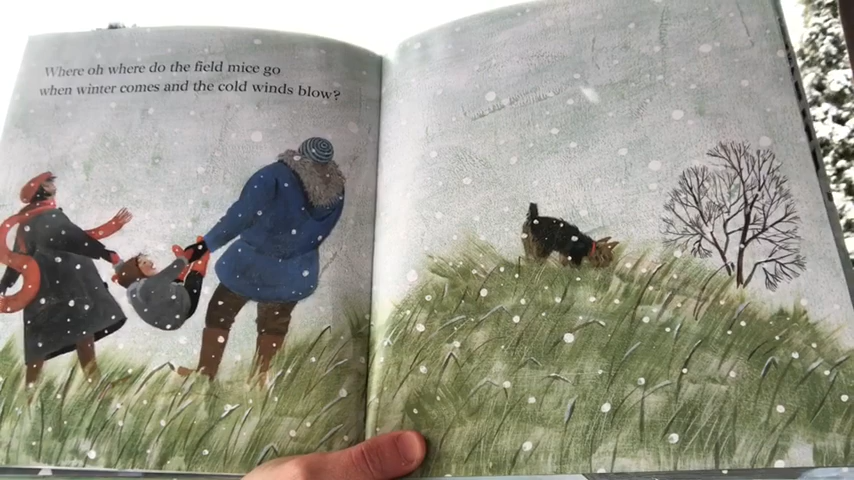 Where oh where do the field mice go
when winter comes and the cold winds blow?